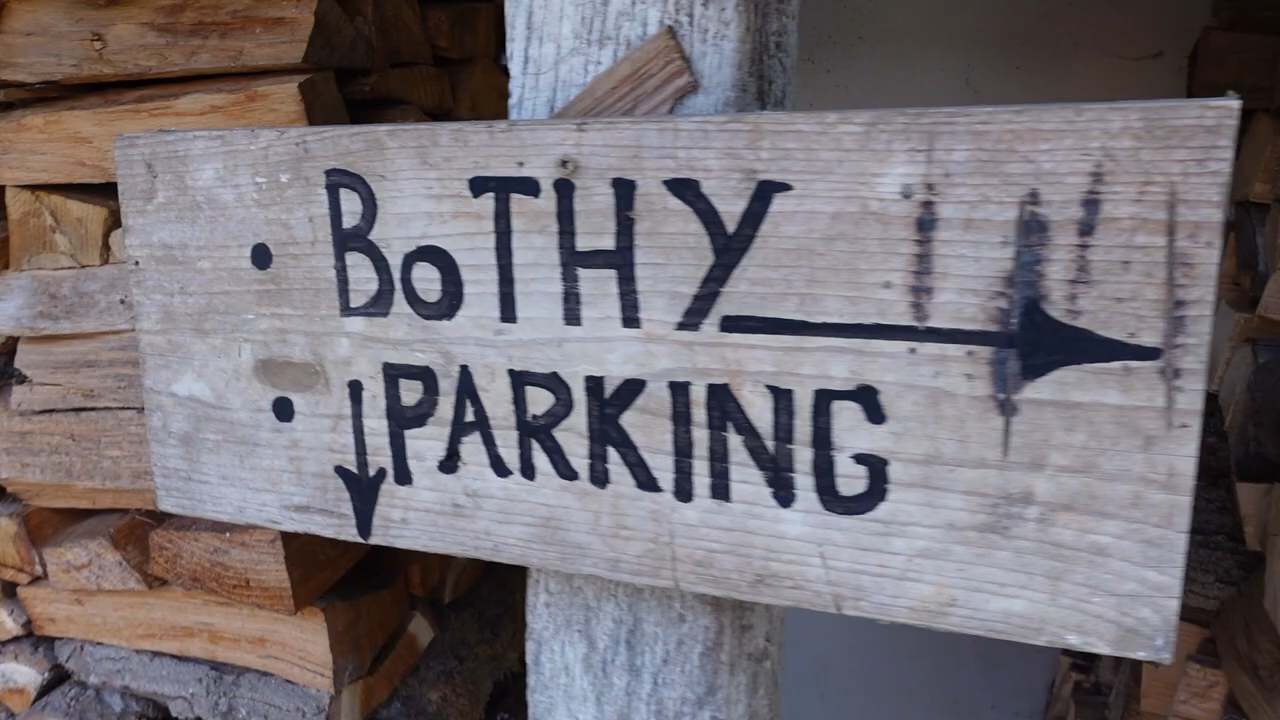 • BoTHY →
• ↓ PARKING